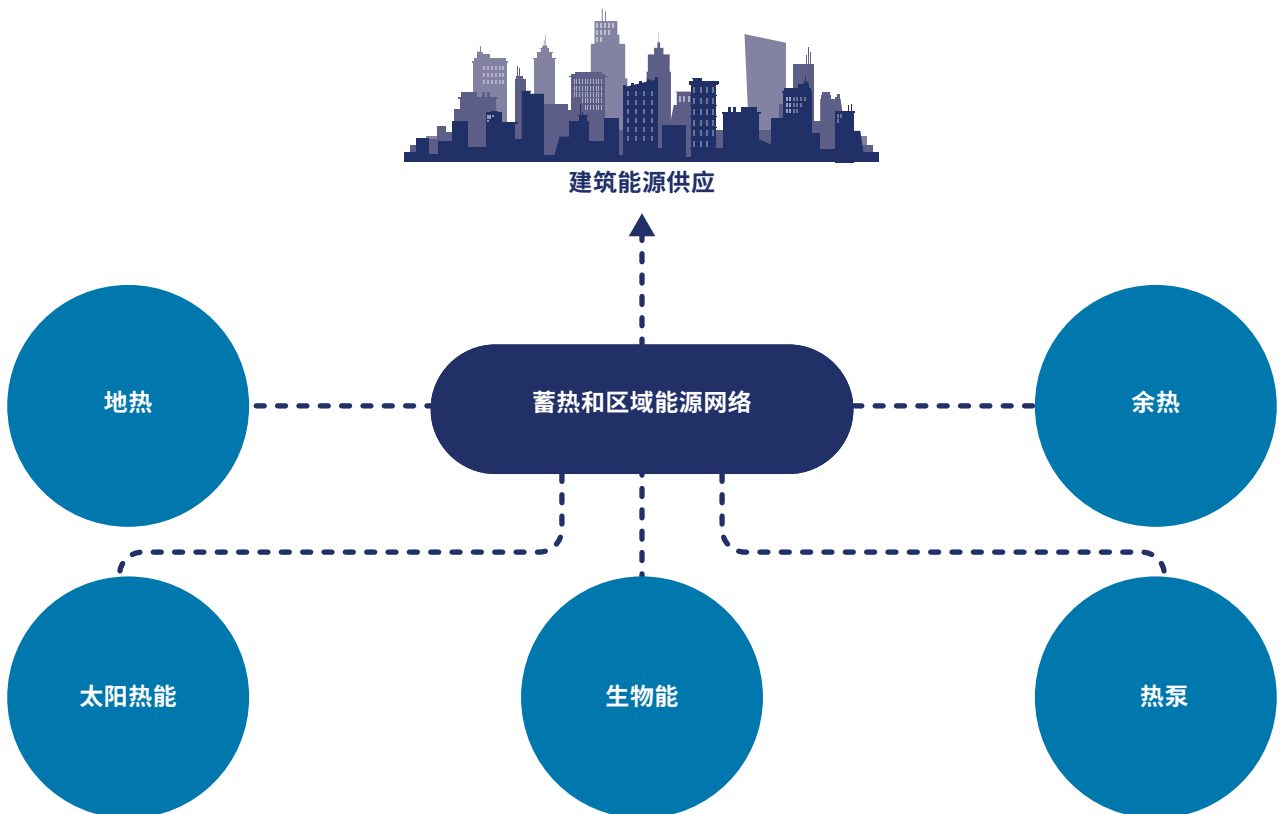 建筑能源供应
地热
蓄热和区域能源网络
余热
太阳热能
生物能
热泵